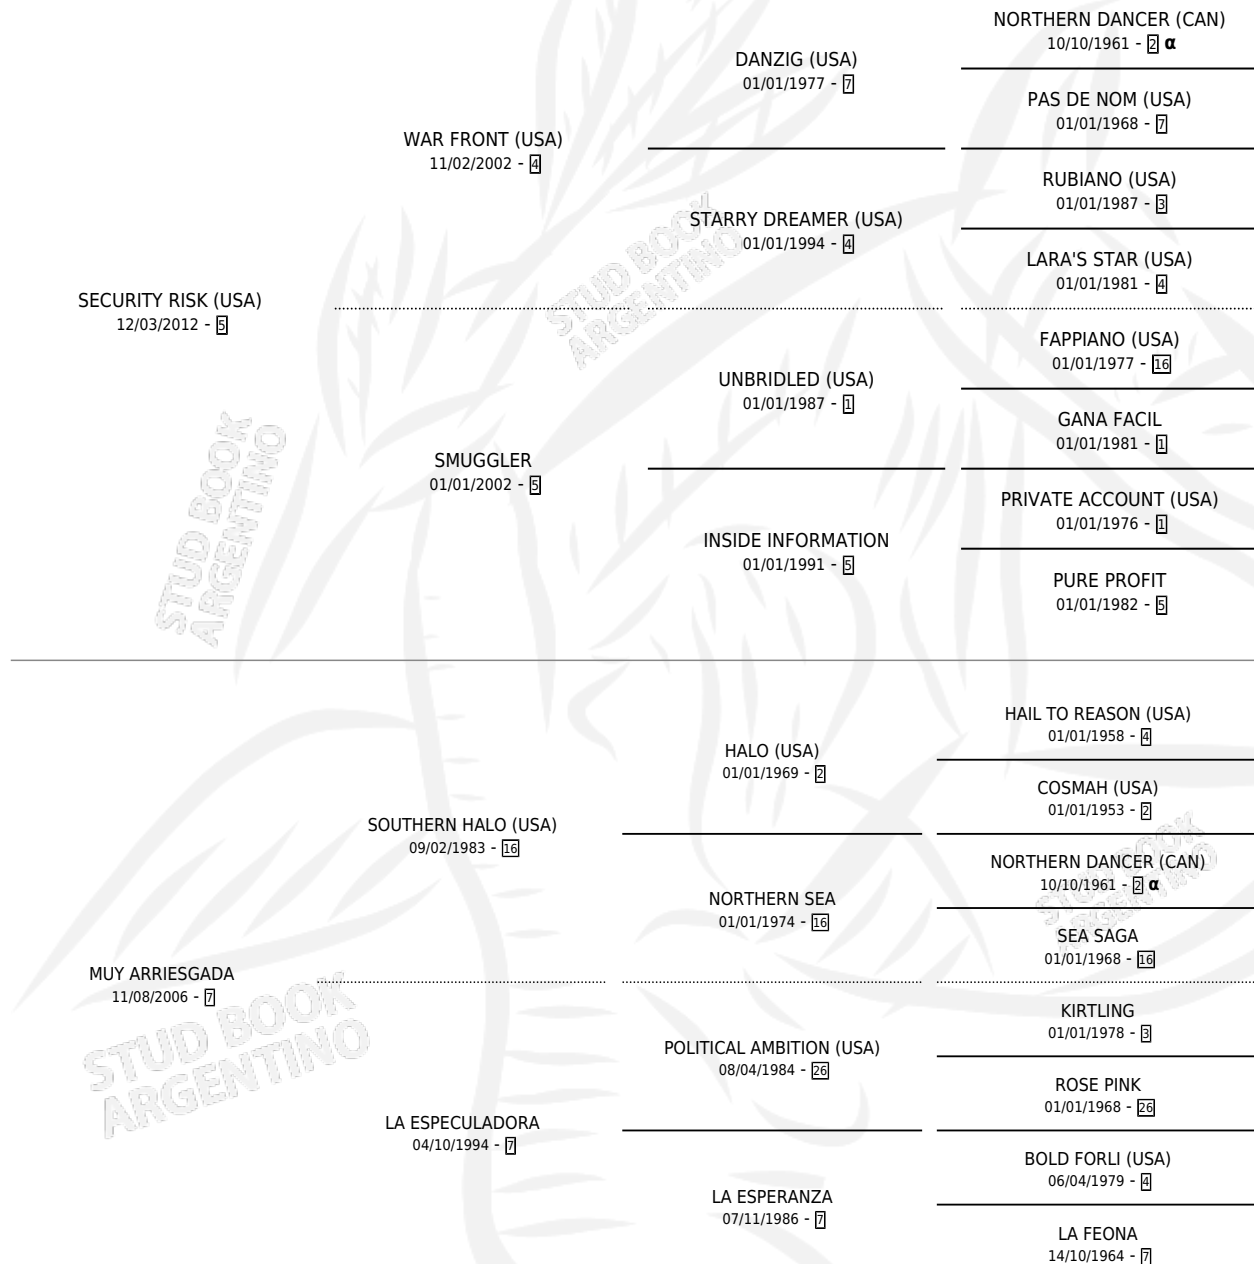 NORTHERN DANCER (CAN)
10/10/1961 - 2 α
DANZIG (USA)
01/01/1977 - 7
PAS DE NOM (USA)
01/01/1968 - 7
WAR FRONT (USA)
11/02/2002 - 4
RUBIANO (USA)
01/01/1987 - 3
STARRY DREAMER (USA)
01/01/1994 - 4
LARA'S STAR (USA)
01/01/1981 - 4
SECURITY RISK (USA)
12/03/2012 - 5
FAPPIANO (USA)
01/01/1977 - 16
UNBRIDLED (USA)
01/01/1987 - 1
GANA FACIL
01/01/1981 - 1
SMUGGLER
01/01/2002 - 5
PRIVATE ACCOUNT (USA)
01/01/1976 - 1
INSIDE INFORMATION
01/01/1991 - 5
PURE PROFIT
01/01/1982 - 5
HAIL TO REASON (USA)
01/01/1958 - 4
HALO (USA)
01/01/1969 - 2
COSMAH (USA)
01/01/1953 - 2
SOUTHERN HALO (USA)
09/02/1983 - 16
NORTHERN DANCER (CAN)
10/10/1961 - 2 α
NORTHERN SEA
01/01/1974 - 16
SEA SAGA
01/01/1968 - 16
MUY ARRIESGADA
11/08/2006 - 7
KIRTLING
01/01/1978 - 3
POLITICAL AMBITION (USA)
08/04/1984 - 26
ROSE PINK
01/01/1968 - 26
LA ESPECULADORA
04/10/1994 - 7
BOLD FORLI (USA)
06/04/1979 - 4
LA ESPERANZA
07/11/1986 - 7
LA FEONA
14/10/1964 - 7
STUD BOOK
ARGENTINO
STUD BOOK
ARGENTINO
STUD BOOK
ARGENTINO
STUD BOOK
ARGENTINO